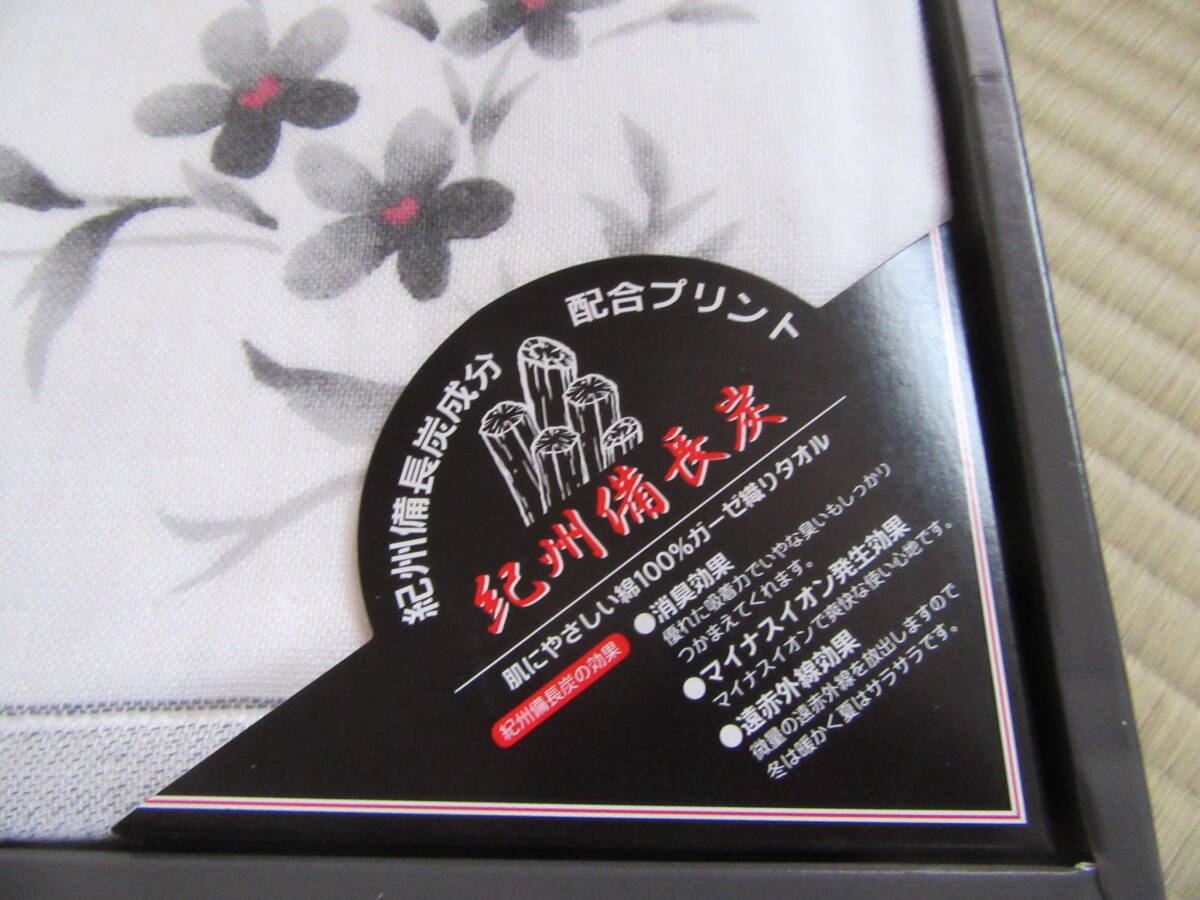 紀州備長炭成分 配合プリント
紀州備長炭
肌にやさしい綿100%ガーゼ織りタオル
紀州備長炭の効果
●消臭効果
優れた吸着力でいやな臭いもしっかり
つかまえてくれます。
●マイナスイオン発生効果
マイナスイオンで爽快な使い心地です。
●遠赤外線効果
微量の遠赤外線を放出しますので
冬は暖かく夏はサラサラです。